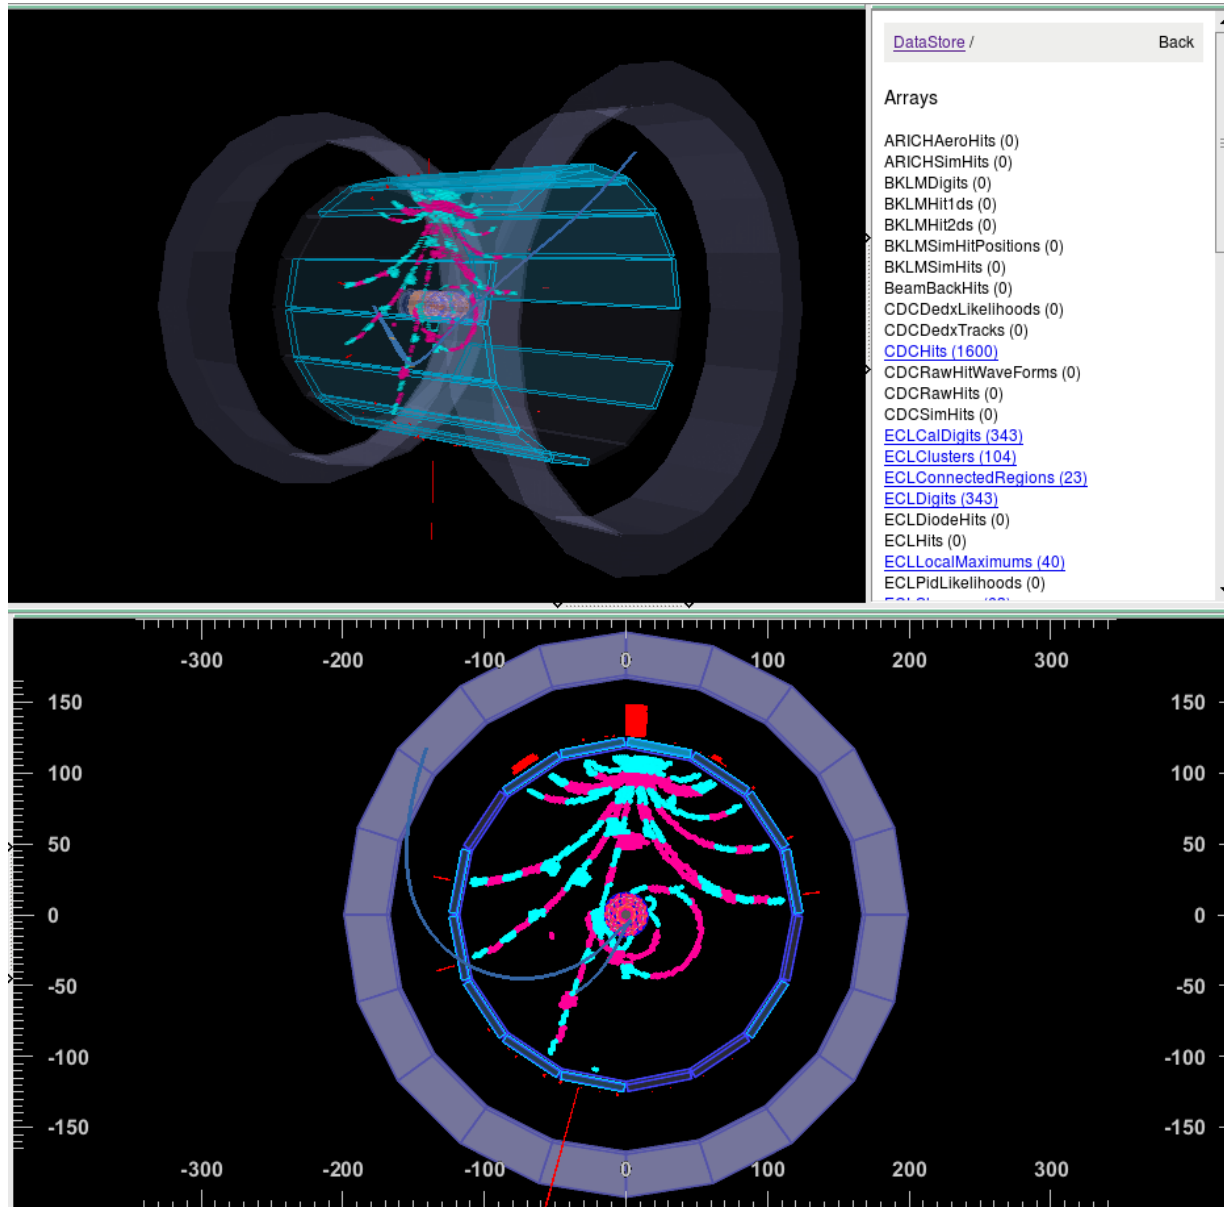 DataStore / Back
Arrays
ARICHAeroHits (0)
ARICHSimHits (0)
BKLMDigits (0)
BKLMHit1ds (0)
BKLMHit2ds (0)
BKLMSimHitPositions (0)
BKLMSimHits (0)
BeamBackHits (0)
CDCDedxLikelihoods (0)
CDCDedxTracks (0)
CDCHits (1600)
CDCRawHitWaveForms (0)
CDCRawHits (0)
CDCSimHits (0)
ECLCalDigits (343)
ECLClusters (104)
ECLConnectedRegions (23)
ECLDigits (343)
ECLDiodeHits (0)
ECLHits (0)
ECLLocalMaximums (40)
ECLPidLikelihoods (0)
-300 -200 -100 0 100 200 300
150 150
100 100
50 50
0 0
-50 -50
-100 -100
-150 -150
-300 -200 -100 0 100 200 300